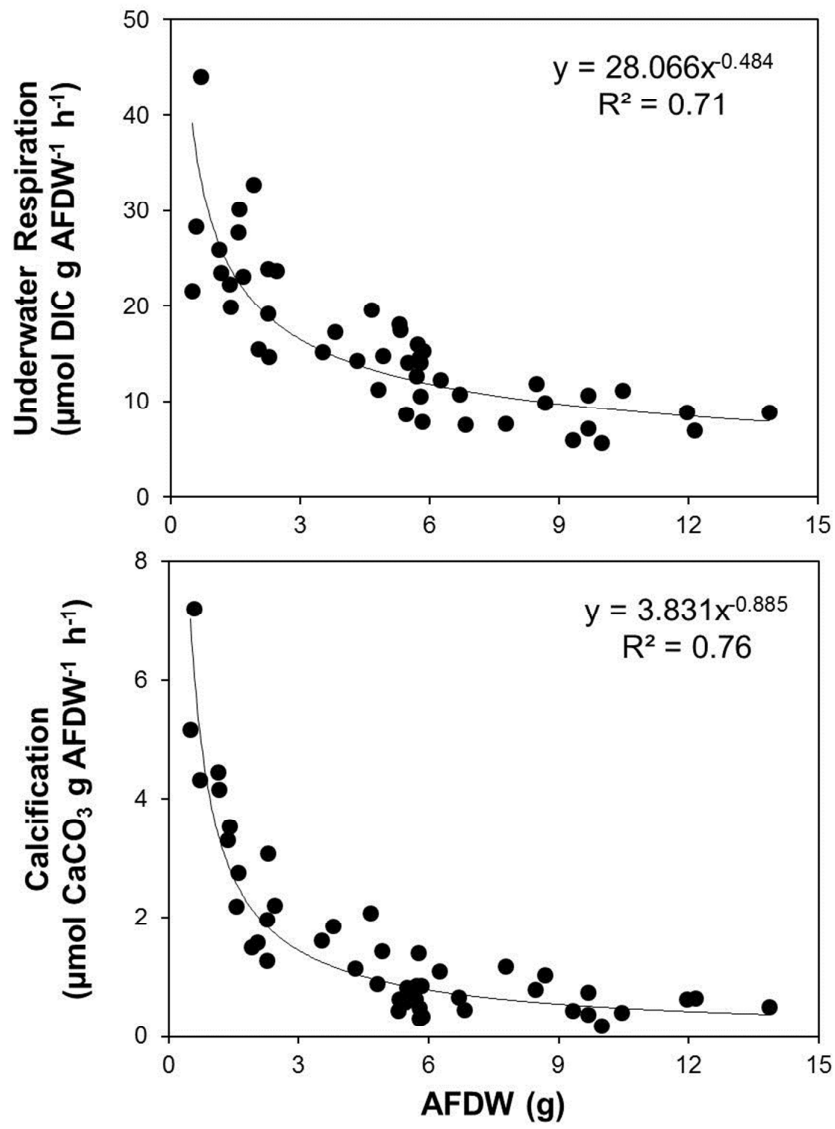 Underwater Respiration
(µmol DIC g AFDW⁻¹ h⁻¹)
50
40
30
20
10
0
y = 28.066x⁻⁰·⁴⁸⁴
R² = 0.71
0 3 6 9 12 15
Calcification
(µmol CaCO₃ g AFDW⁻¹ h⁻¹)
8
6
4
2
0
y = 3.831x⁻⁰·⁸⁸⁵
R² = 0.76
0 3 6 9 12 15
AFDW (g)